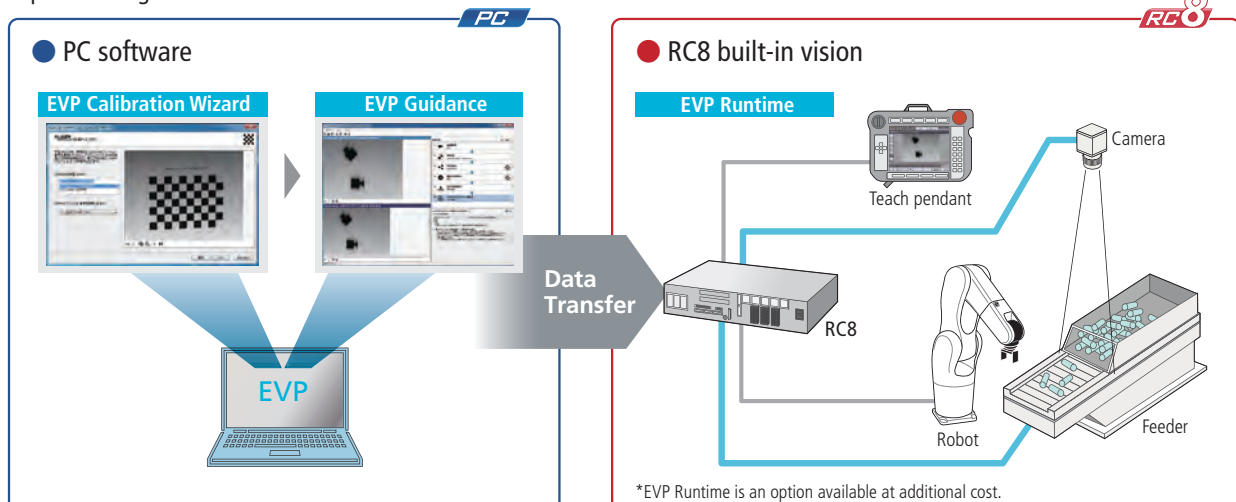 PC
RC8
PC software
RC8 built-in vision
EVP Calibration Wizard
EVP Guidance
EVP Runtime
Camera
Teach pendant
Data
Transfer
RC8
EVP
Robot
Feeder
*EVP Runtime is an option available at additional cost.